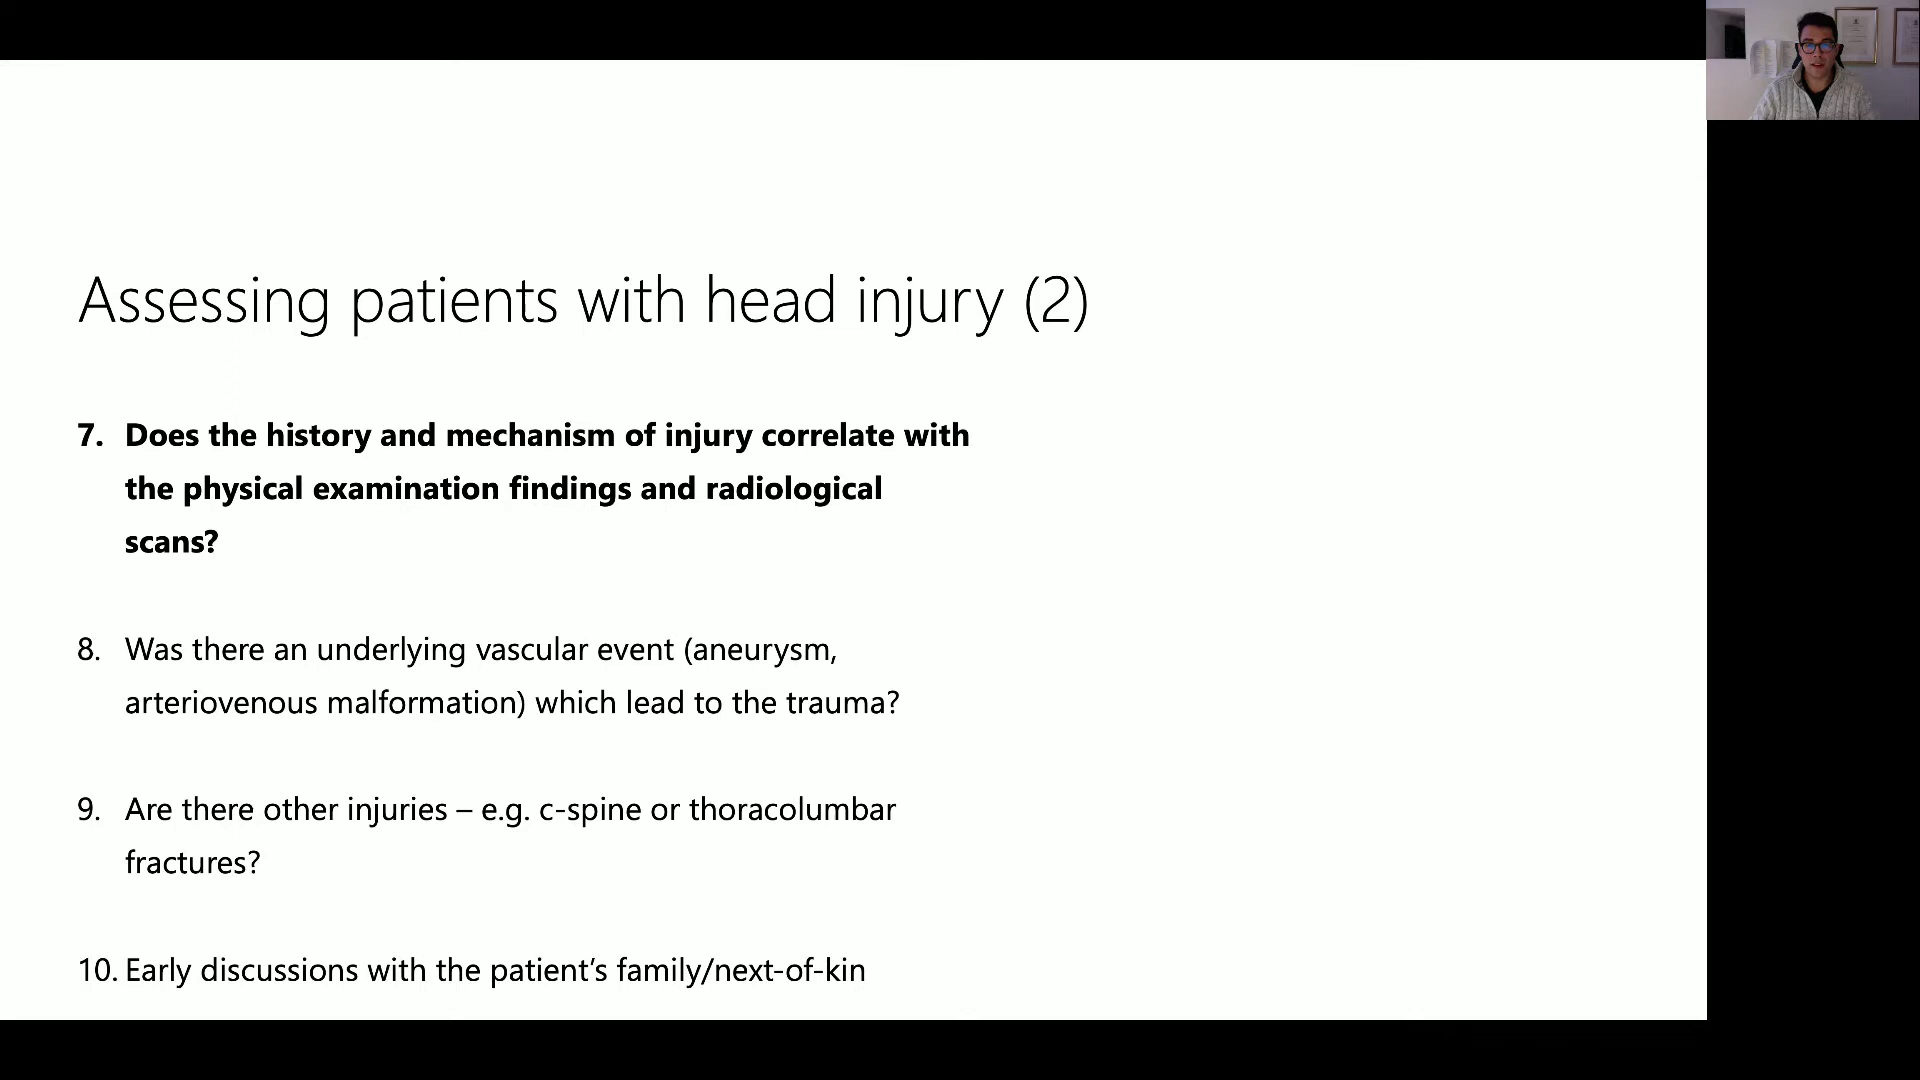 Assessing patients with head injury (2)
7. Does the history and mechanism of injury correlate with
the physical examination findings and radiological
scans?
8. Was there an underlying vascular event (aneurysm,
arteriovenous malformation) which lead to the trauma?
9. Are there other injuries – e.g. c-spine or thoracolumbar
fractures?
10. Early discussions with the patient’s family/next-of-kin